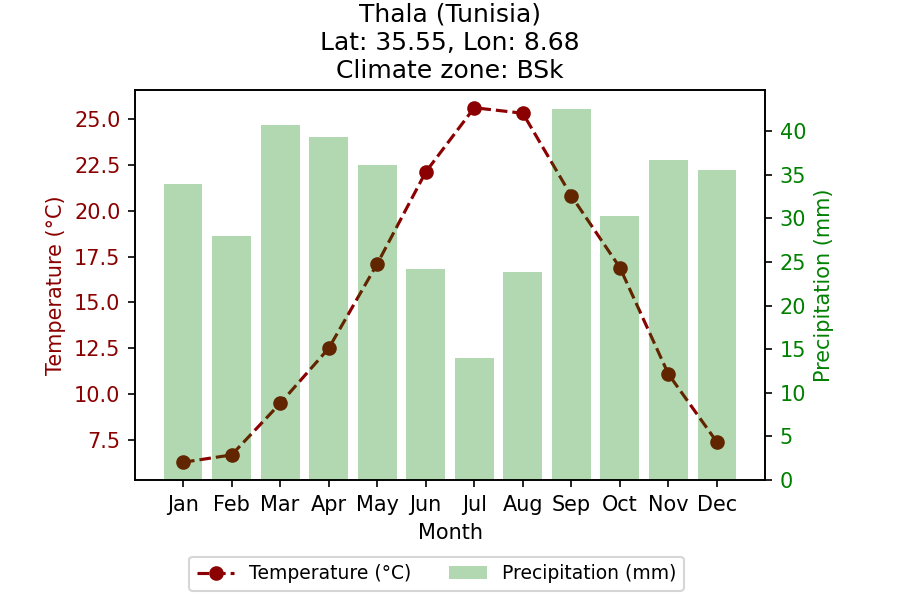 Thala (Tunisia)
Lat: 35.55, Lon: 8.68
Climate zone: BSk
25.0
22.5
20.0
17.5
15.0
12.5
10.0
7.5
Temperature (°C)
40
35
30
25
20
15
10
5
0
Precipitation (mm)
Jan Feb Mar Apr May Jun Jul Aug Sep Oct Nov Dec
Month
Temperature (°C) Precipitation (mm)